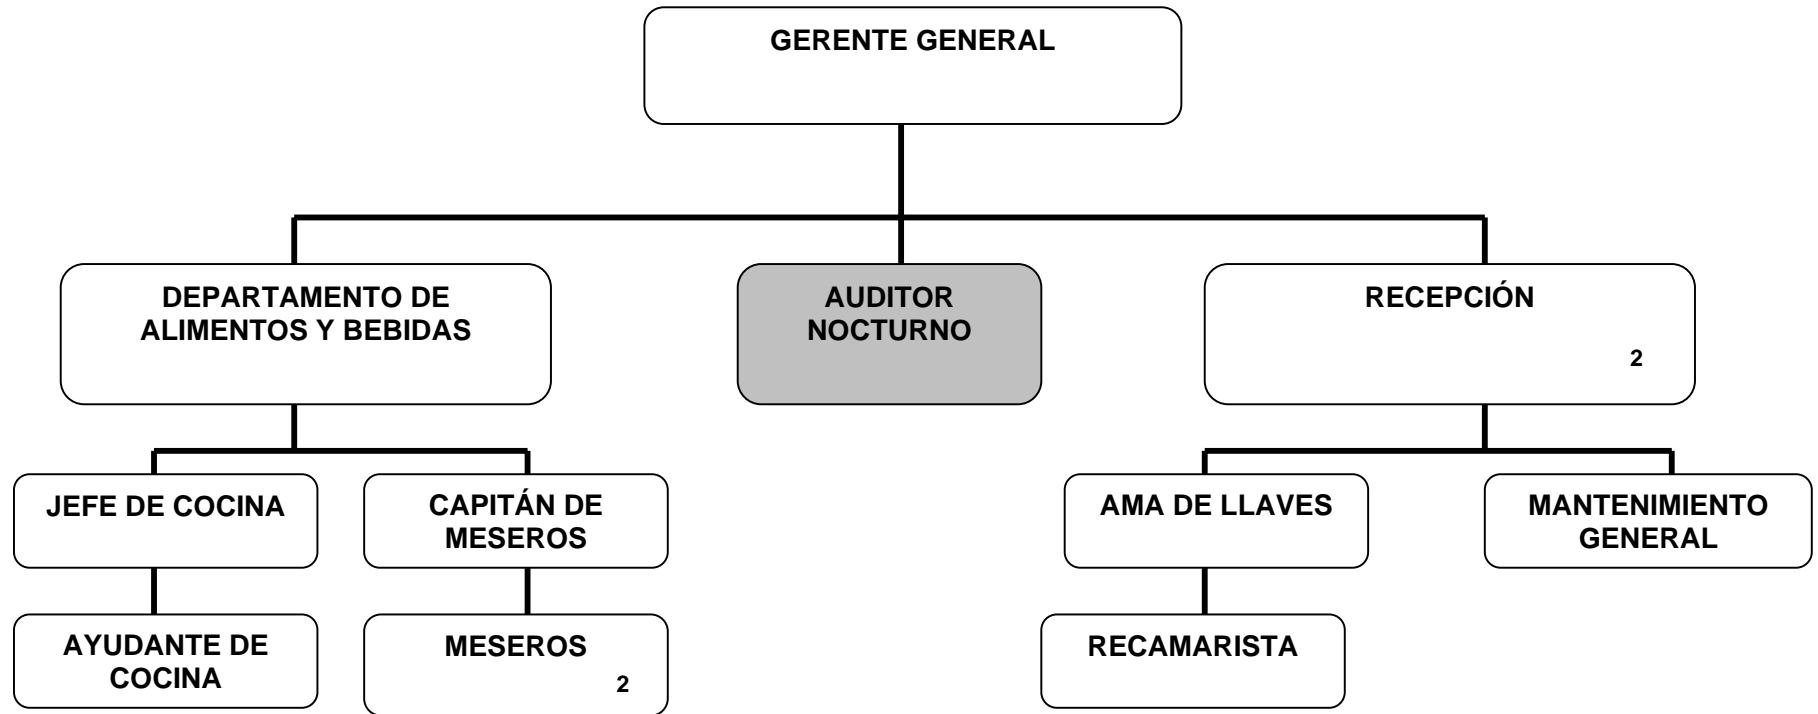 GERENTE GENERAL
DEPARTAMENTO DE
ALIMENTOS Y BEBIDAS
AUDITOR
NOCTURNO
RECEPCIÓN
2
JEFE DE COCINA
CAPITÁN DE
MESEROS
AMA DE LLAVES
MANTENIMIENTO
GENERAL
AYUDANTE DE
COCINA
MESEROS
2
RECAMARISTA